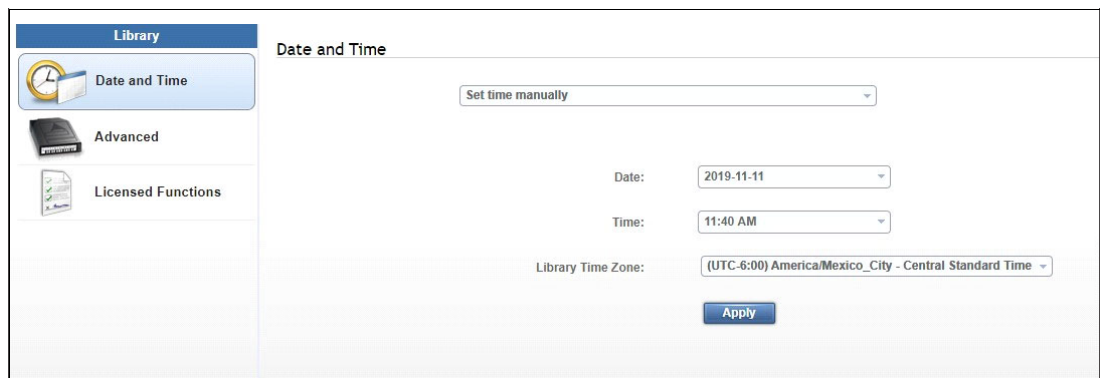 Library
Date and Time
Advanced
Licensed Functions
Date and Time
Set time manually
Date: 2019-11-11
Time: 11:40 AM
Library Time Zone: (UTC-6:00) America/Mexico_City - Central Standard Time
Apply